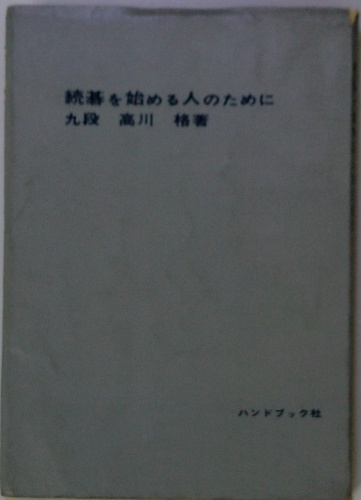 続碁を始める人のために
九段 高川 格著
ハンドブック社